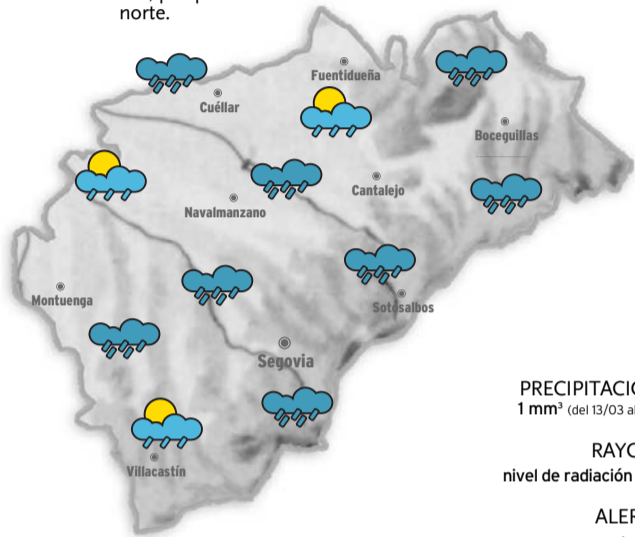 norte.
Fuentidueña
Cuéllar
Boceguillas
Cantalejo
Navalmanzano
Montuenga
Sotosalbos
Segovia
Villacastín
PRECIPITACIO
1 mm³ (del 13/03 al
RAYO
nivel de radiación
ALER